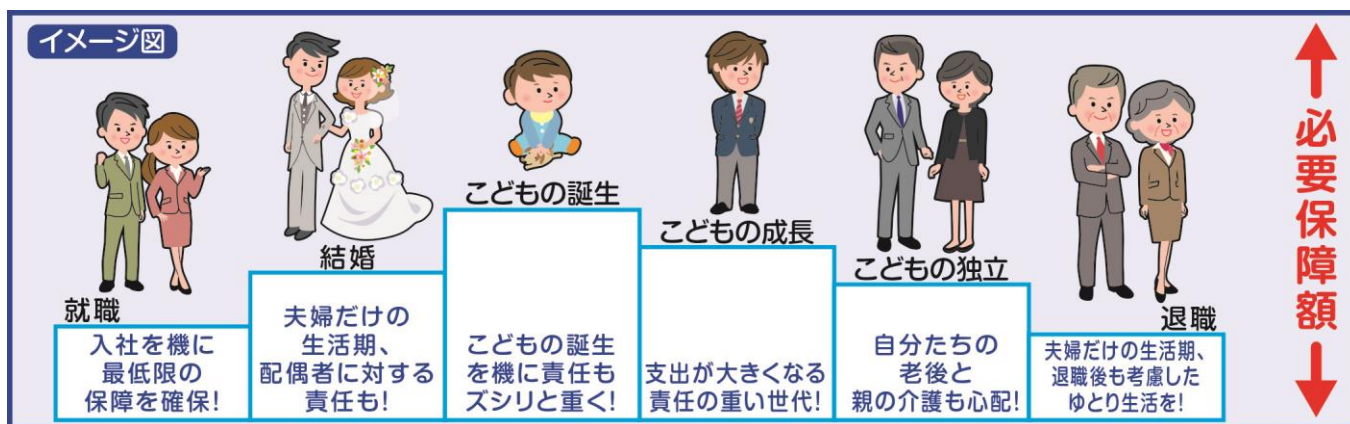 イメージ図
就職
入社を機に
最低限の
保障を確保!
結婚
夫婦だけの
生活期、
配偶者に対する
責任も!
こどもの誕生
こどもの誕生
を機に責任も
ズシリと重く!
こどもの成長
支出が大きくなる
責任の重い世代!
こどもの独立
自分たちの
老後と
親の介護も心配!
退職
夫婦だけの生活期、
退職後も考慮した
ゆとり生活を!
必要保障額